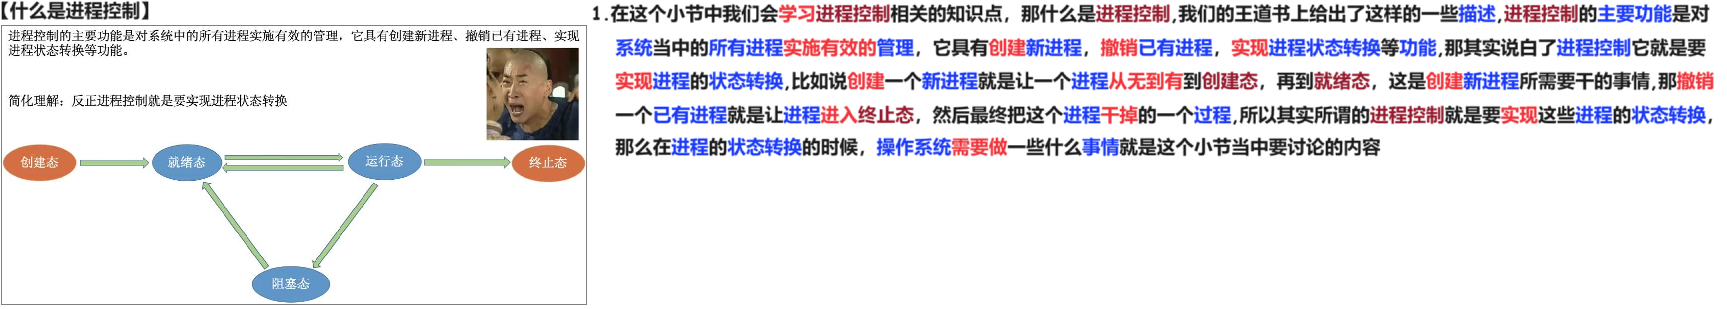 【什么是进程控制】
进程控制的主要功能是对系统中的所有进程实施有效的管理，它具有创建新进程、撤销已有进程、实现
进程状态转换等功能。
简化理解：反正进程控制就是要实现进程状态转换
创建态
就绪态
运行态
终止态
阻塞态
1.在这个小节中我们会学习进程控制相关的知识点，那什么是进程控制,我们的王道书上给出了这样的一些描述,进程控制的主要功能是对
系统当中的所有进程实施有效的管理，它具有创建新进程，撤销已有进程，实现进程状态转换等功能,那其实说白了进程控制它就是要
实现进程的状态转换,比如说创建一个新进程就是让一个进程从无到有到创建态，再到就绪态，这是创建新进程所需要干的事情,那撤销
一个已有进程就是让进程进入终止态，然后最终把这个进程干掉的一个过程,所以其实所谓的进程控制就是要实现这些进程的状态转换，
那么在进程的状态转换的时候，操作系统需要做一些什么事情就是这个小节当中要讨论的内容